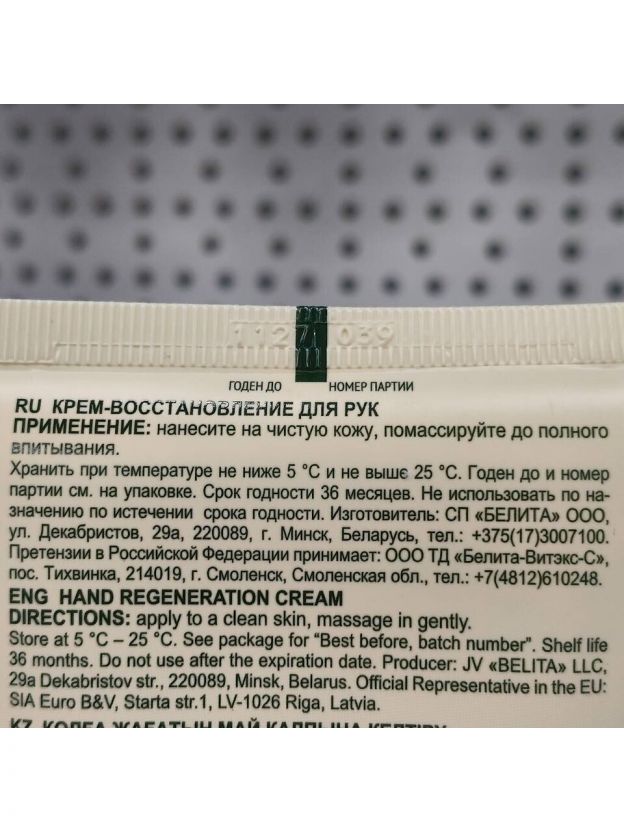 1127 039
ГОДЕН ДО НОМЕР ПАРТИИ
RU КРЕМ-ВОССТАНОВЛЕНИЕ ДЛЯ РУК
ПРИМЕНЕНИЕ: нанесите на чистую кожу, помассируйте до полного
впитывания.
Хранить при температуре не ниже 5 °С и не выше 25 °С. Годен до и номер
партии см. на упаковке. Срок годности 36 месяцев. Не использовать по на-
значению по истечении срока годности. Изготовитель: СП «БЕЛИТА» ООО,
ул. Декабристов, 29а, 220089, г. Минск, Беларусь, тел.: +375(17)3007100.
Претензии в Российской Федерации принимает: ООО ТД «Белита-Витэкс-С»,
пос. Тихвинка, 214019, г. Смоленск, Смоленская обл., тел.: +7(4812)610248.
ENG HAND REGENERATION CREAM
DIRECTIONS: apply to a clean skin, massage in gently.
Store at 5 °C – 25 °C. See package for “Best before, batch number”. Shelf life
36 months. Do not use after the expiration date. Producer: JV «BELITA» LLC,
29a Dekabristov str., 220089, Minsk, Belarus. Official Representative in the EU:
SIA Euro B&V, Starta str.1, LV-1026 Riga, Latvia.
KZ ҚОЛҒА ЖАҒАТЫН МАЙ ҚАЛПЫНА КЕЛТІРУ